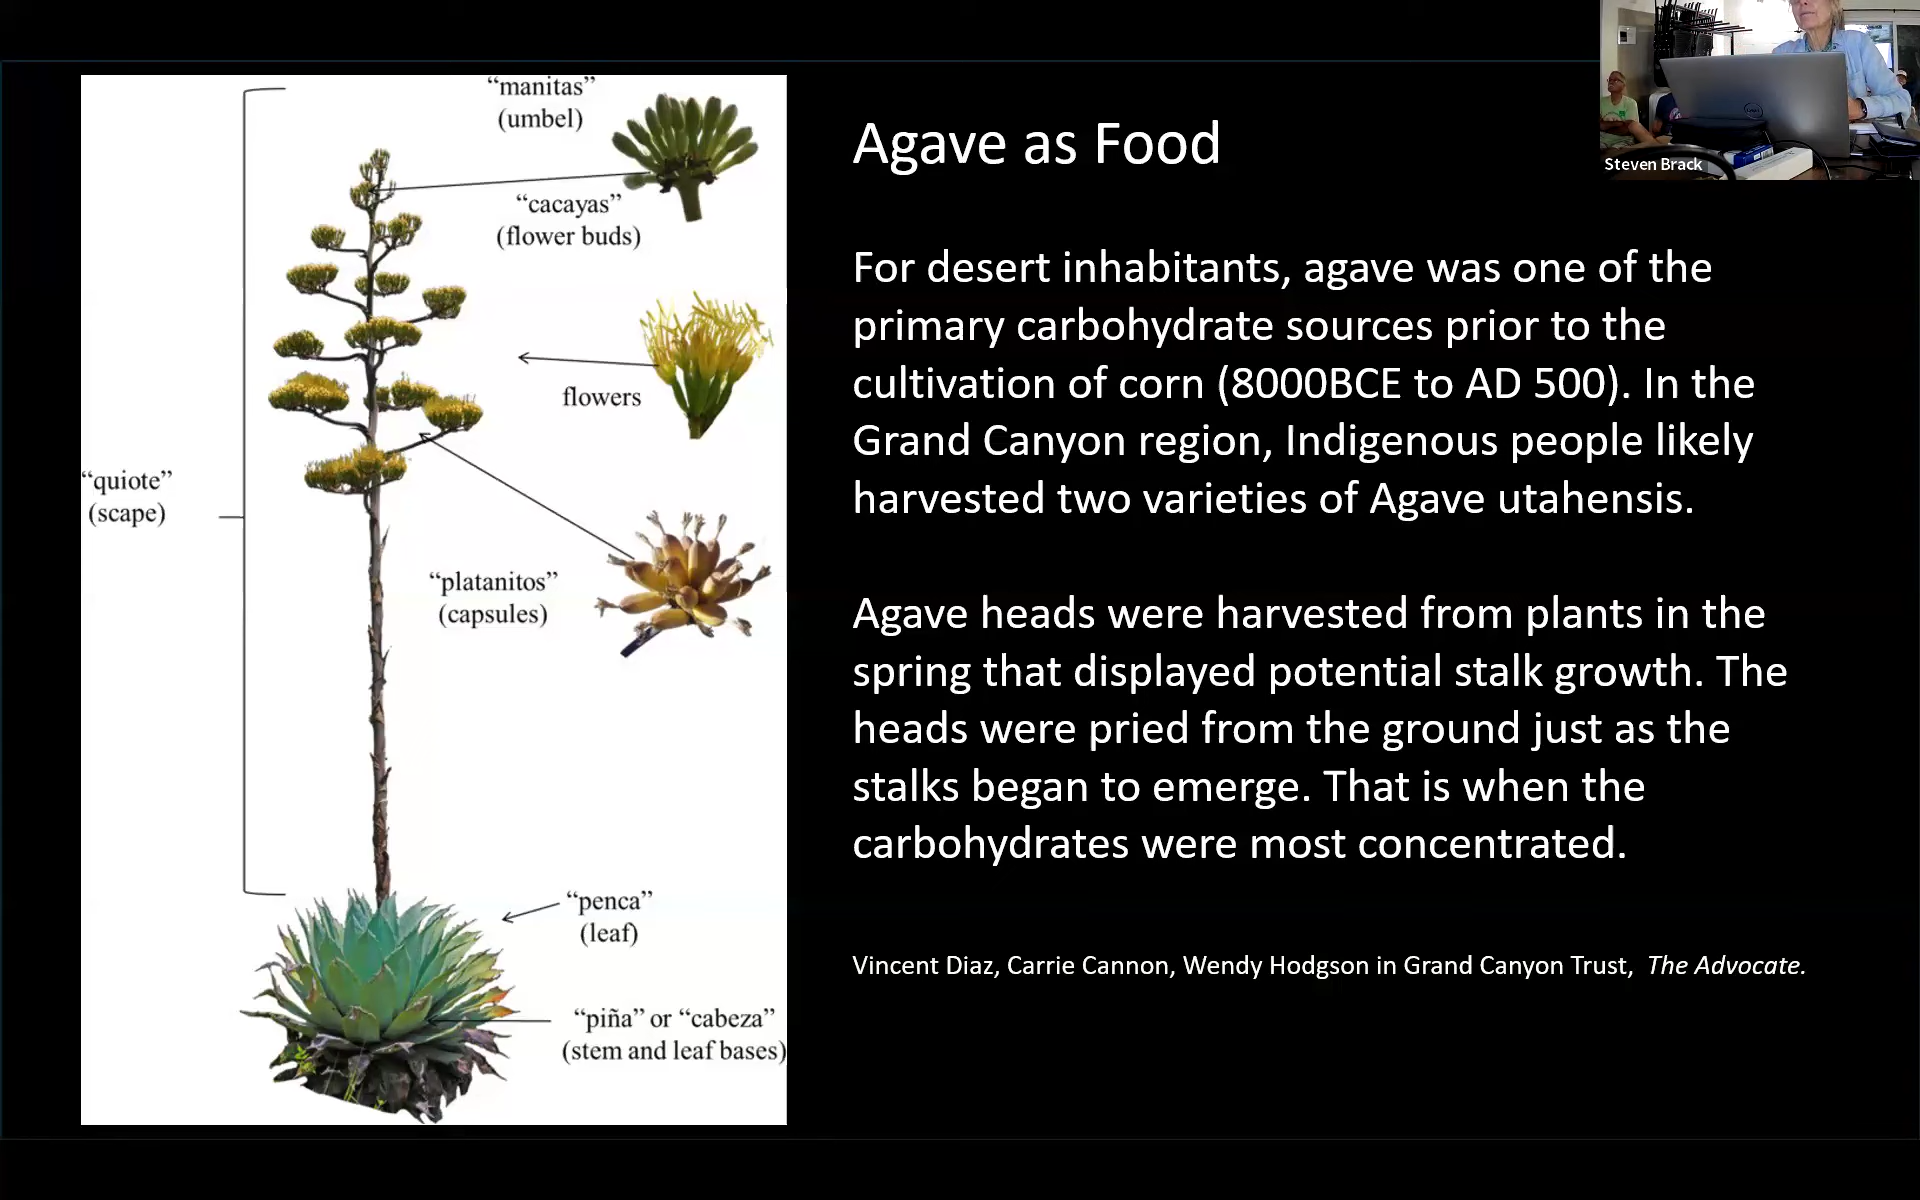 “manitas”
(umbel)
“cacayas”
(flower buds)
flowers
“quiote”
(scape)
“platanitos”
(capsules)
“penca”
(leaf)
“piña” or “cabeza”
(stem and leaf bases)
Agave as Food
For desert inhabitants, agave was one of the
primary carbohydrate sources prior to the
cultivation of corn (8000BCE to AD 500). In the
Grand Canyon region, Indigenous people likely
harvested two varieties of Agave utahensis.
Agave heads were harvested from plants in the
spring that displayed potential stalk growth. The
heads were pried from the ground just as the
stalks began to emerge. That is when the
carbohydrates were most concentrated.
Vincent Diaz, Carrie Cannon, Wendy Hodgson in Grand Canyon Trust, The Advocate.
Steven Brack